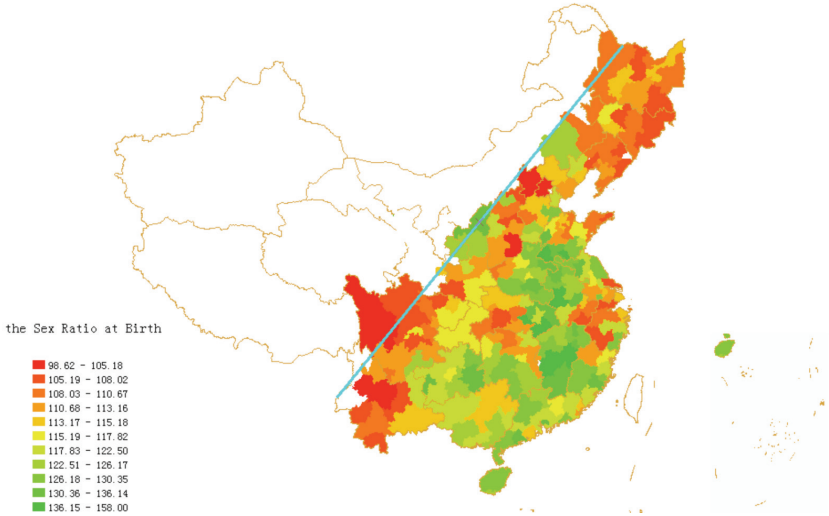 the Sex Ratio at Birth
98.62 - 105.18
105.19 - 108.02
108.03 - 110.67
110.68 - 113.16
113.17 - 115.18
115.19 - 117.82
117.83 - 122.50
122.51 - 126.17
126.18 - 130.35
130.36 - 136.14
136.15 - 158.00